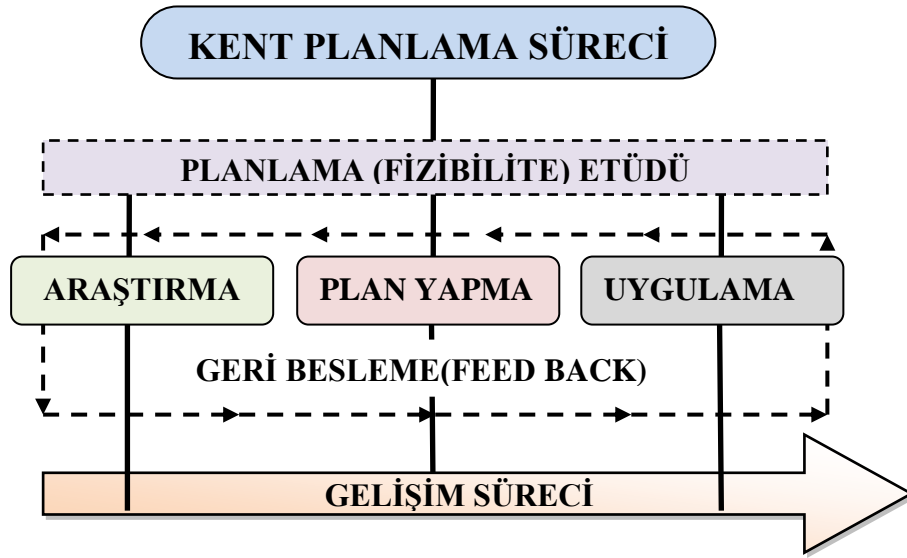 KENT PLANLAMA SÜRECİ
PLANLAMA (FİZİBİLİTE) ETÜDÜ
ARAŞTIRMA
PLAN YAPMA
UYGULAMA
GERİ BESLEME(FEED BACK)
GELİŞİM SÜRECİ